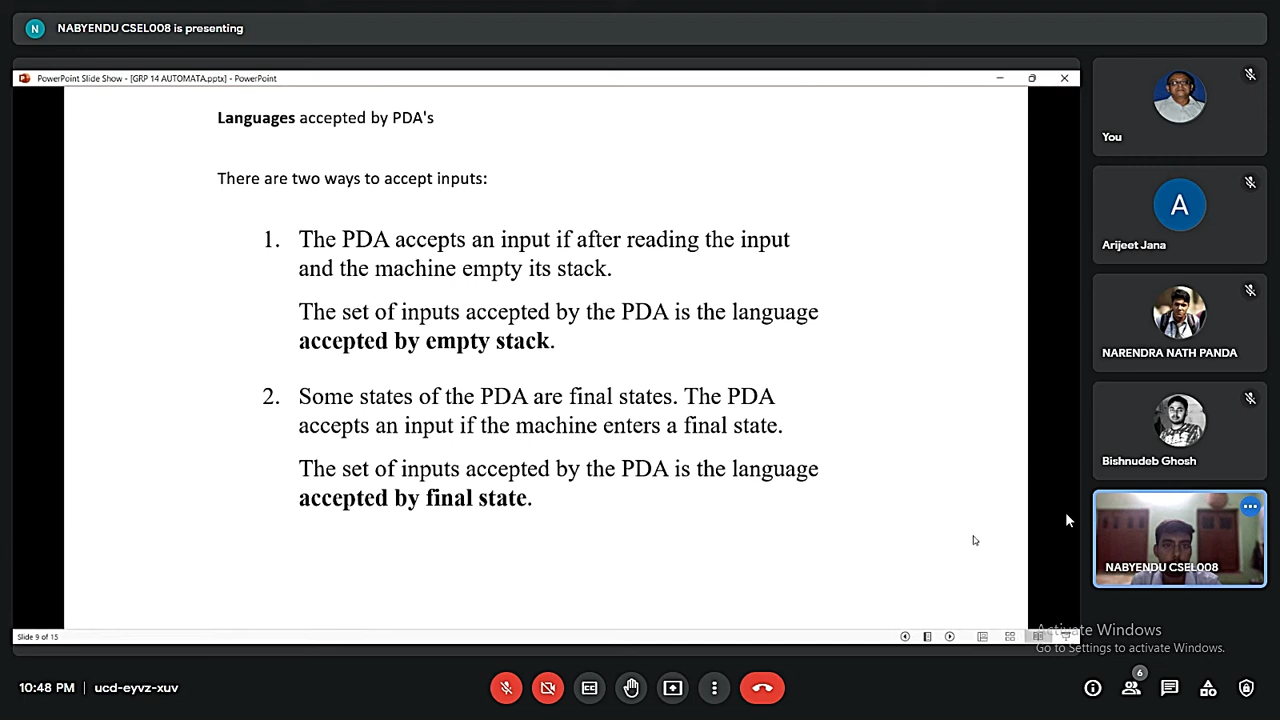 N NABYENDU CSEL008 is presenting
PowerPoint Slide Show - [GRP 14 AUTOMATA.pptx] - PowerPoint
Languages accepted by PDA's
There are two ways to accept inputs:
1. The PDA accepts an input if after reading the input
and the machine empty its stack.
The set of inputs accepted by the PDA is the language
accepted by empty stack.
2. Some states of the PDA are final states. The PDA
accepts an input if the machine enters a final state.
The set of inputs accepted by the PDA is the language
accepted by final state.
Slide 9 of 15
You
A
Arijeet Jana
NARENDRA NATH PANDA
Bishnudeb Ghosh
NABYENDU CSEL008
Activate Windows
Go to Settings to activate Windows.
10:48 PM | ucd-eyvz-xuv
6